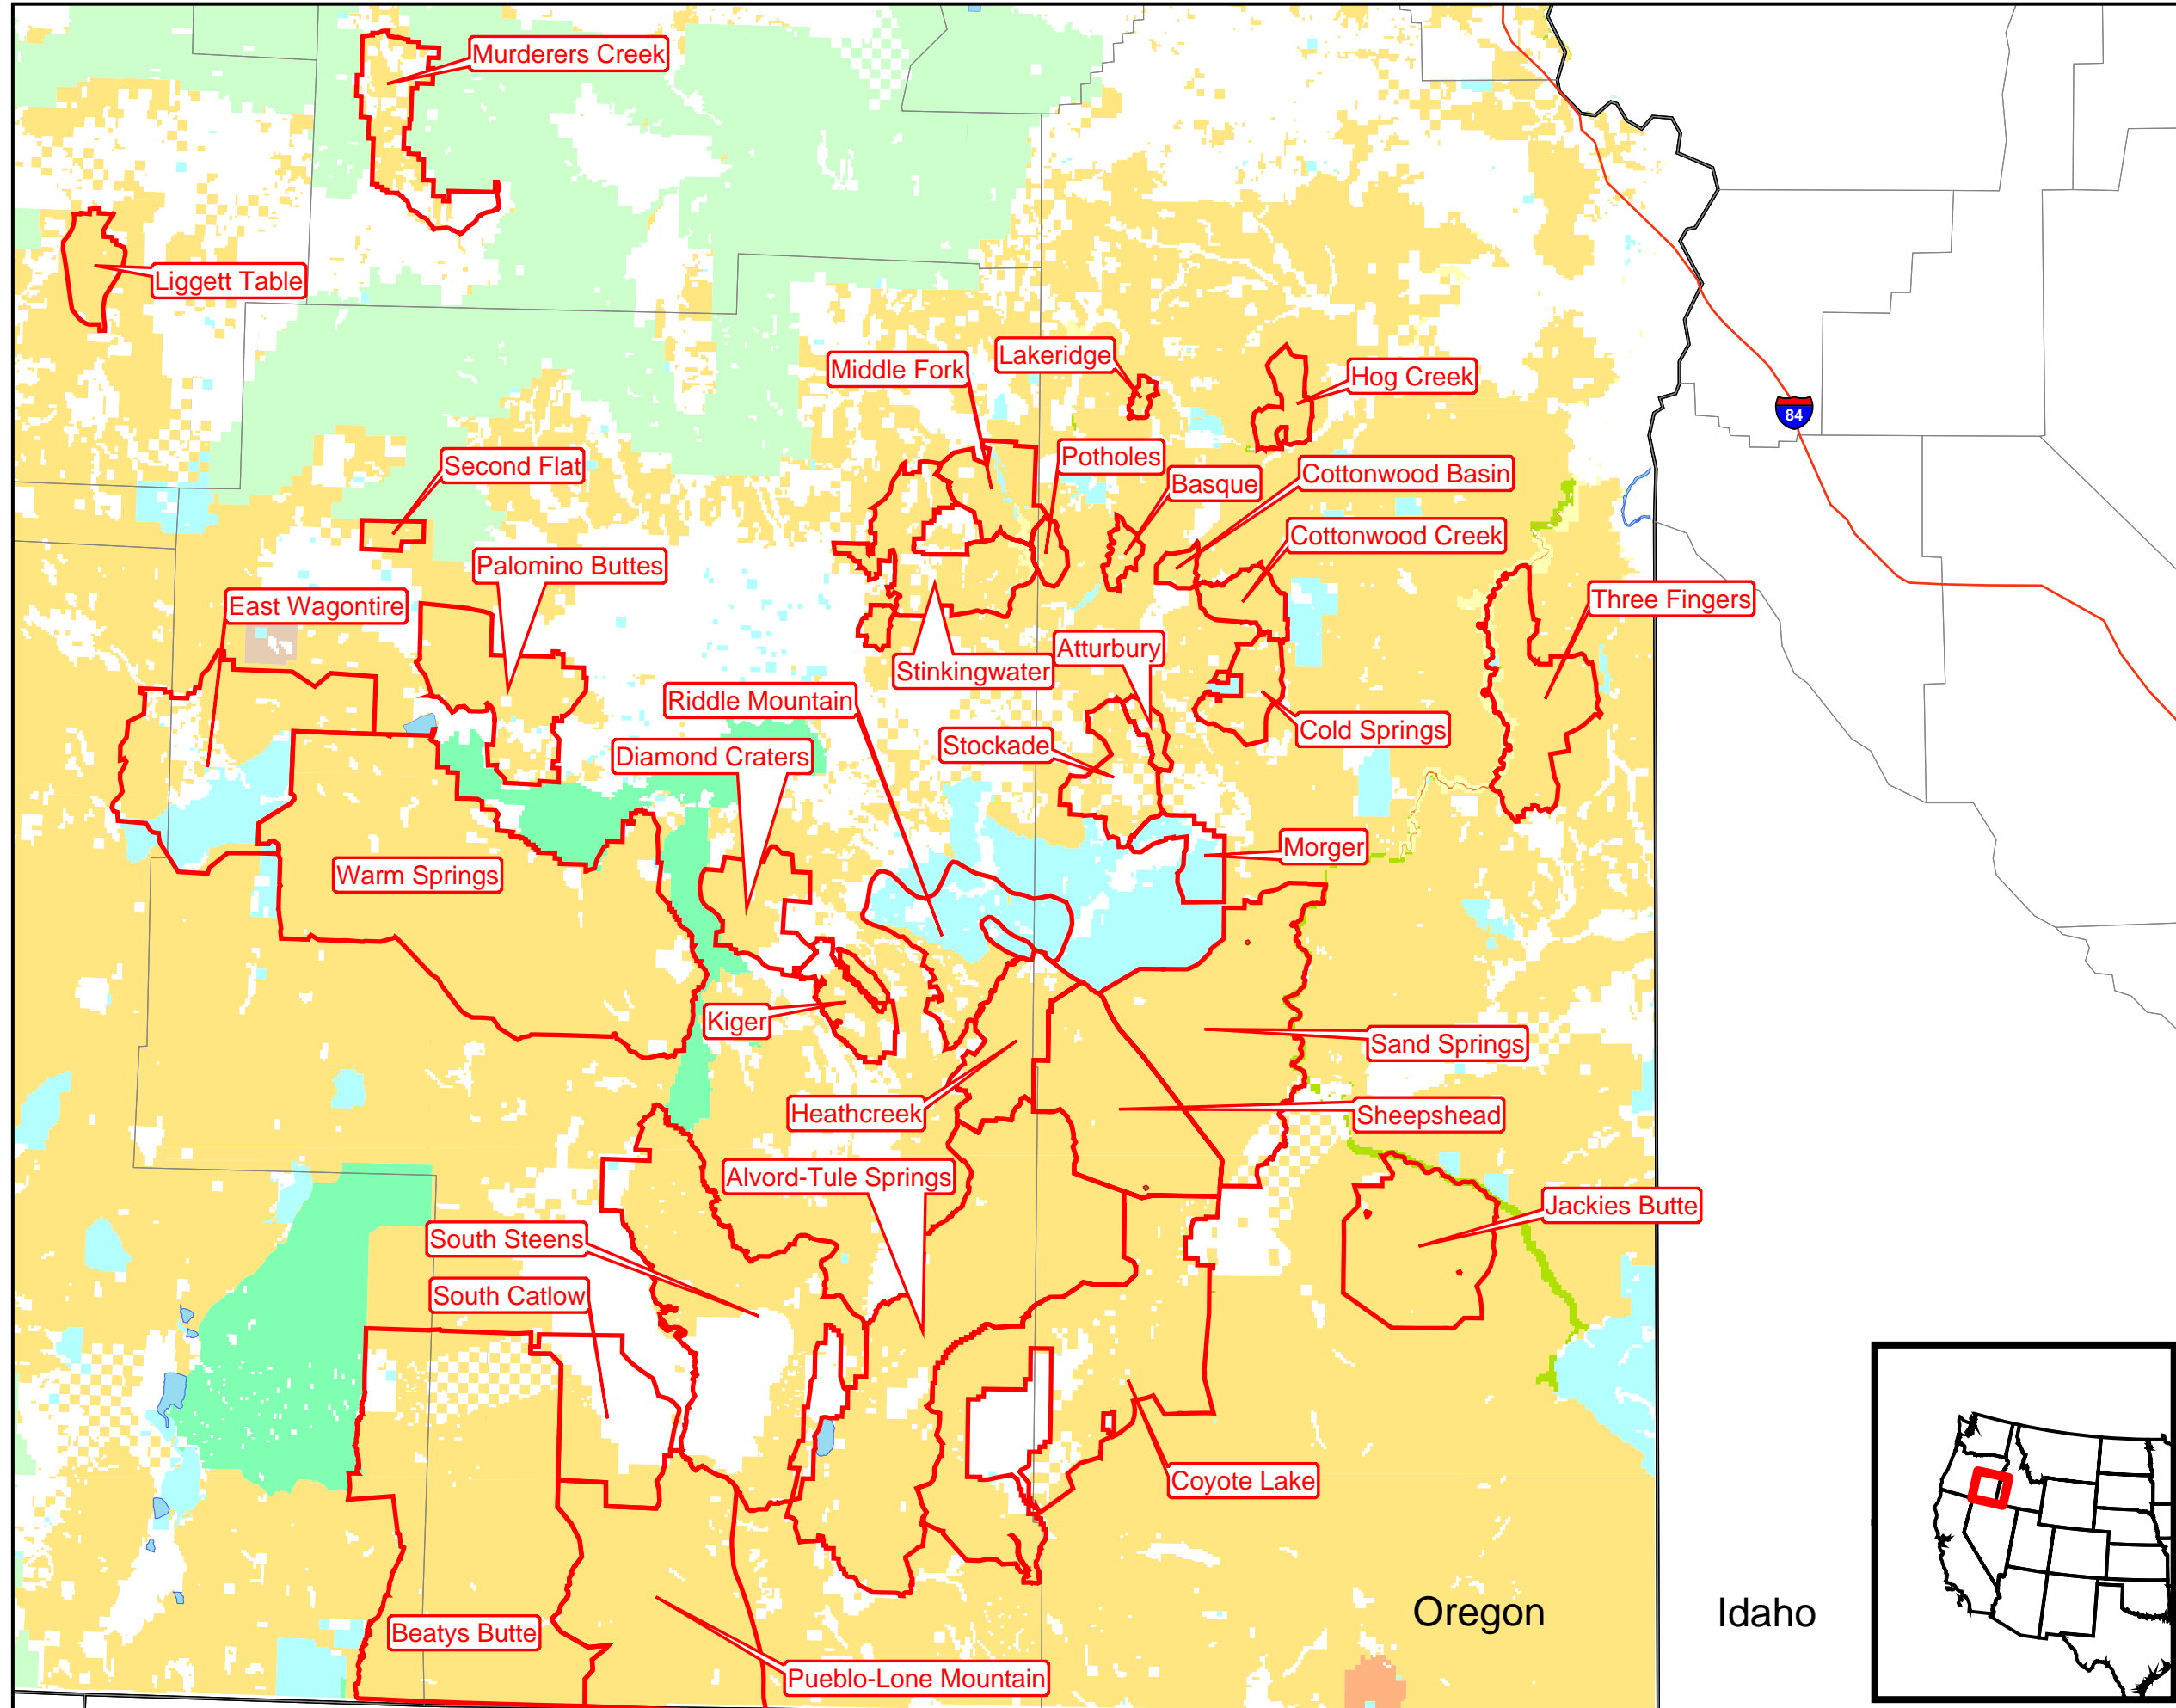 Murderers Creek
Liggett Table
Lakeridge
Middle Fork
Hog Creek
84
Potholes
Second Flat
Basque
Cottonwood Basin
Cottonwood Creek
Palomino Buttes
East Wagontire
Three Fingers
Atturbury
Stinkingwater
Riddle Mountain
Cold Springs
Stockade
Diamond Craters
Morger
Warm Springs
Kiger
Sand Springs
Heathcreek
Sheepshead
Alvord-Tule Springs
Jackies Butte
South Steens
South Catlow
Coyote Lake
Oregon
Idaho
Beatys Butte
Pueblo-Lone Mountain